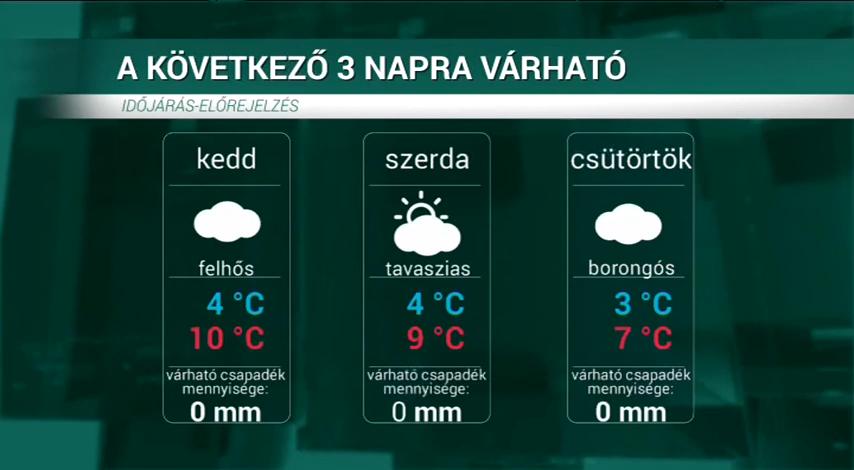 A KÖVETKEZŐ 3 NAPRA VÁRHATÓ
IDŐJÁRÁS-ELŐREJELZÉS
kedd
felhős
4 °C
10 °C
várható csapadék
mennyisége:
0 mm
szerda
tavaszias
4 °C
9 °C
várható csapadék
mennyisége:
0 mm
csütörtök
borongós
3 °C
7 °C
várható csapadék
mennyisége:
0 mm